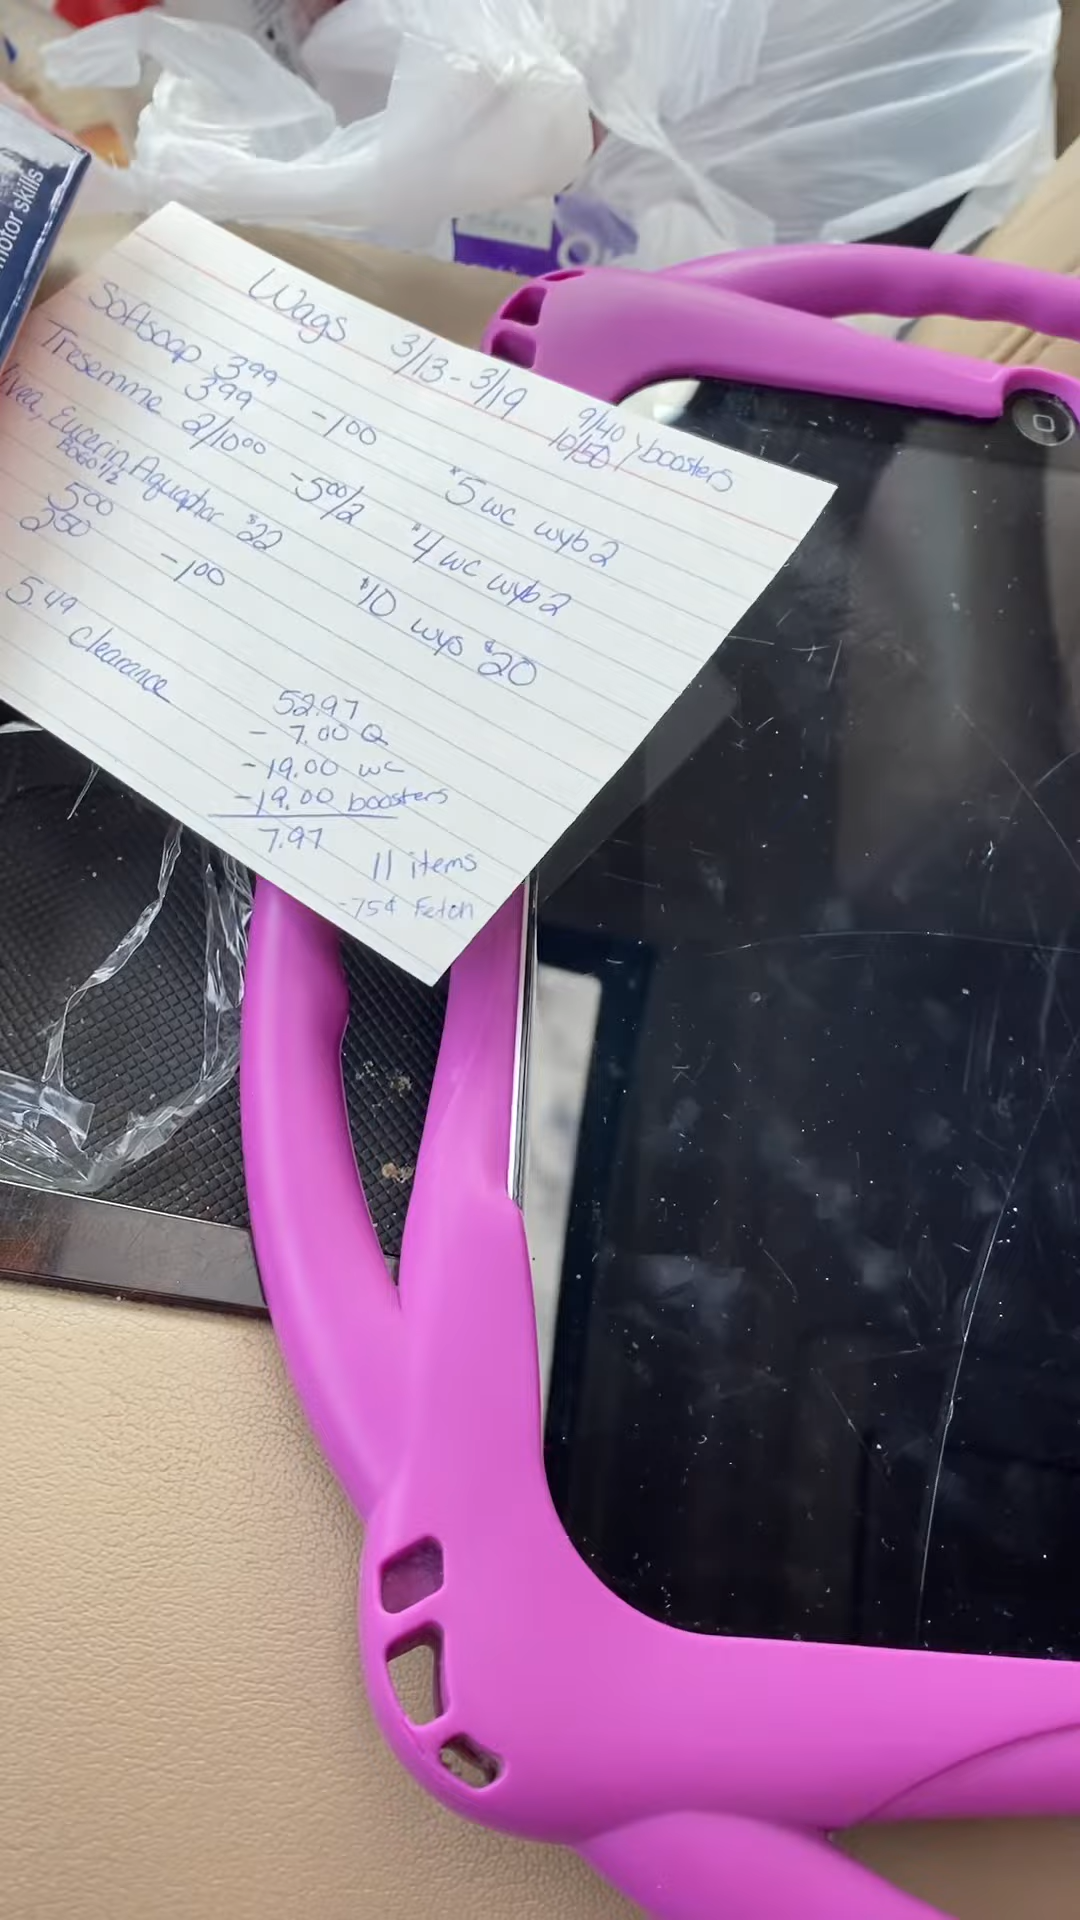 motor skills
Wags 3/13-3/19
9/40 > boosters
10/50
Softsoap 3 99
3 99
-1 00
$5 wc wyb 2
Tresemme 2/10 00
-5 00/2
$4 wc wyb 2
Eucerin, Aquaphor $22
BOGO 1/2
$10 wys $20
5 00
2 50
-1 00
5.49
Clearance
52.97
- 7.00 Q
-19.00 wc
-19.00 boosters
7.97
11 items
-75¢ Fetch